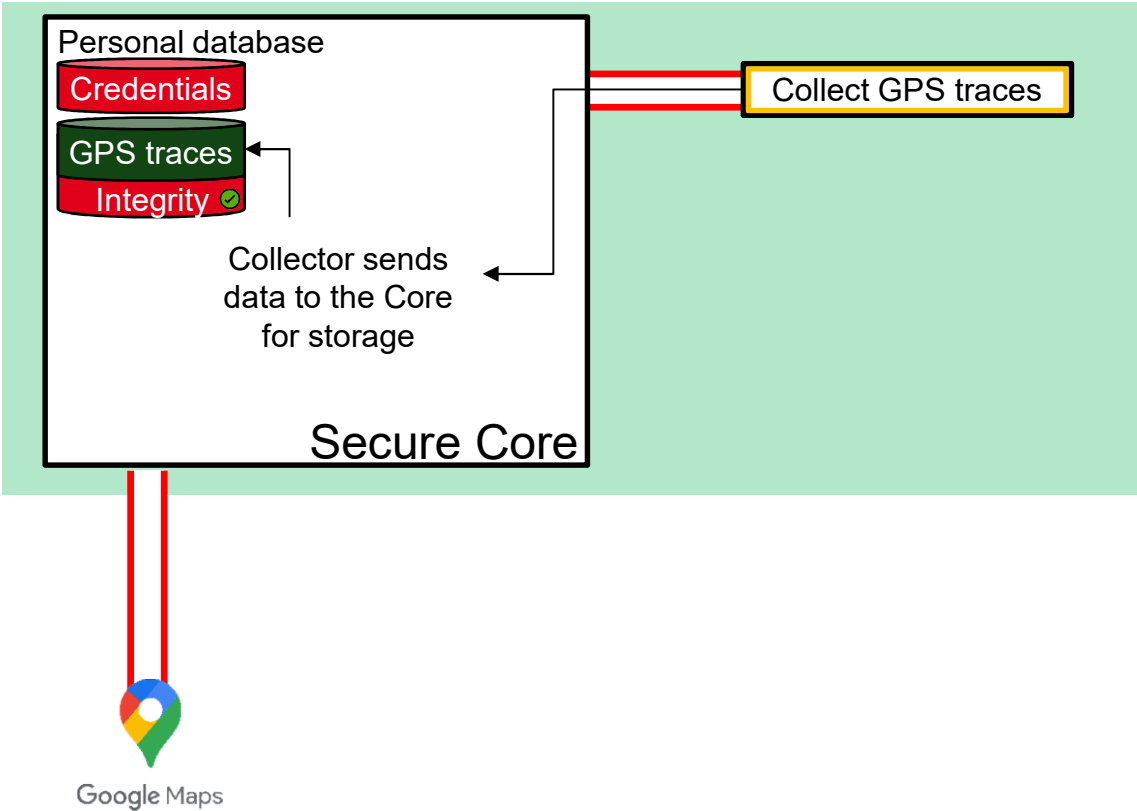 Personal database
Credentials
GPS traces
Integrity
Collect GPS traces
Collector sends
data to the Core
for storage
Secure Core
Google Maps